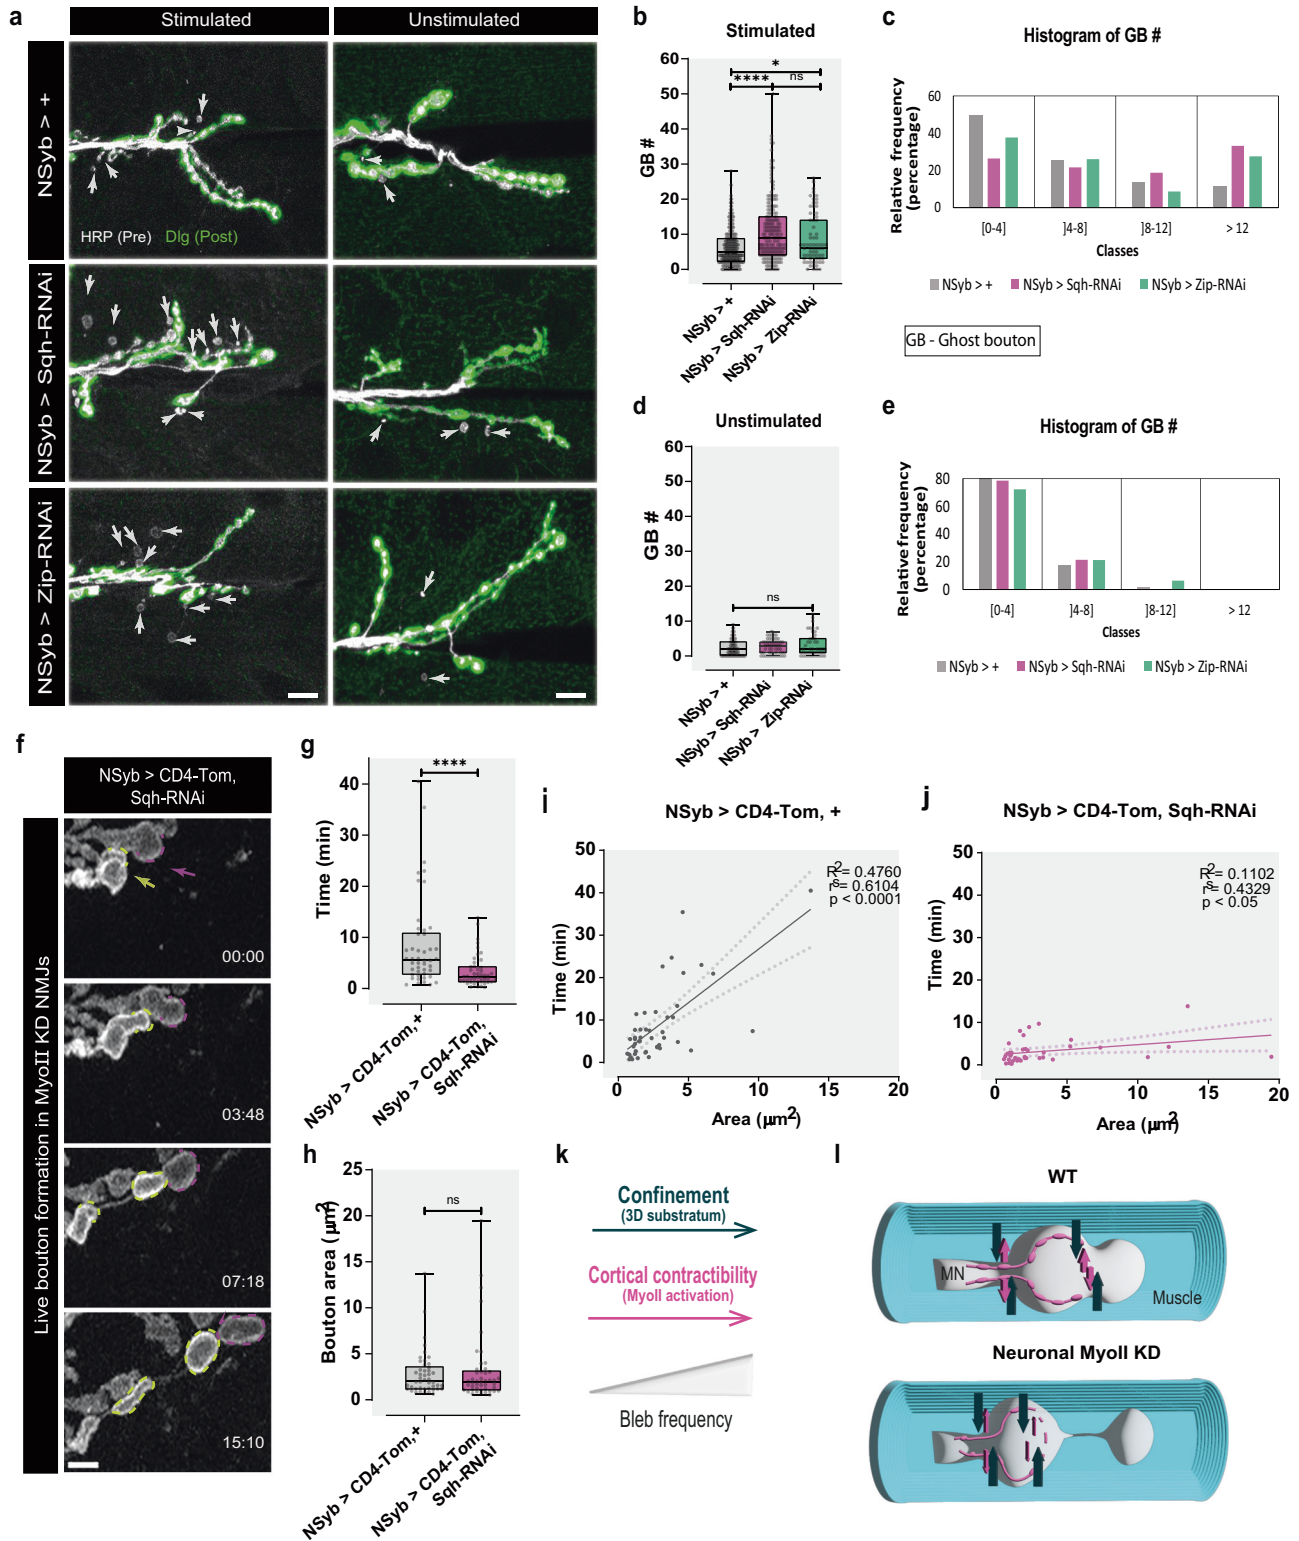 a
Stimulated
Unstimulated
NSyb > +
HRP (Pre)
Dlg (Post)
NSyb > Sqh-RNAi
NSyb > Zip-RNAi
b
Stimulated
GB #
60
50
40
30
20
10
0
*
****
ns
NSyb > +
NSyb > Sqh-RNAi
NSyb > Zip-RNAi
c
Histogram of GB #
Relative frequency
(percentage)
60
40
20
0
[0-4]
]4-8]
]8-12]
> 12
Classes
NSyb > +
NSyb > Sqh-RNAi
NSyb > Zip-RNAi
GB - Ghost bouton
d
Unstimulated
GB #
60
50
40
30
20
10
0
ns
NSyb > +
NSyb > Sqh-RNAi
NSyb > Zip-RNAi
e
Histogram of GB #
Relative frequency
(percentage)
80
60
40
20
0
[0-4]
]4-8]
]8-12]
> 12
Classes
NSyb > +
NSyb > Sqh-RNAi
NSyb > Zip-RNAi
f
NSyb > CD4-Tom,
Sqh-RNAi
Live bouton formation in MyoII KD NMJs
00:00
03:48
07:18
15:10
g
Time (min)
40
30
20
10
0
****
NSyb > CD4-Tom,+
NSyb > CD4-Tom,
Sqh-RNAi
h
Bouton area (μm²)
25
20
15
10
5
0
ns
NSyb > CD4-Tom,+
NSyb > CD4-Tom,
Sqh-RNAi
i
NSyb > CD4-Tom, +
Time (min)
50
40
30
20
10
0
R² = 0.4760
rs = 0.6104
p < 0.0001
0
5
10
15
20
Area (μm²)
j
NSyb > CD4-Tom, Sqh-RNAi
Time (min)
50
40
30
20
10
0
R² = 0.1102
rs = 0.4329
p < 0.05
0
5
10
15
20
Area (μm²)
k
Confinement
(3D substratum)
Cortical contractibility
(MyoII activation)
Bleb frequency
l
WT
MN
Muscle
Neuronal MyoII KD